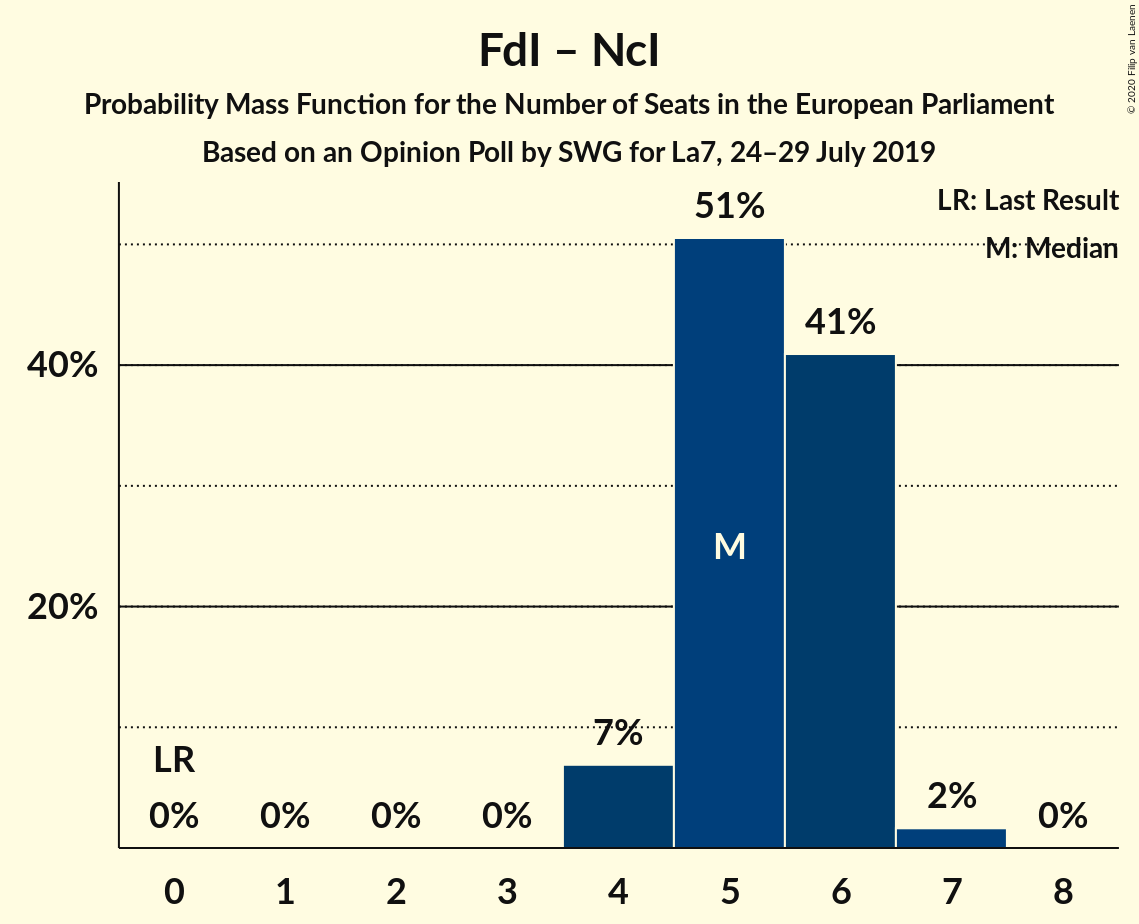 FdI – NcI
Probability Mass Function for the Number of Seats in the European Parliament
Based on an Opinion Poll by SWG for La7, 24–29 July 2019
© 2020 Filip van Laenen
LR: Last Result
M: Median
51%
41%
40%
M
20%
7%
LR
2%
0% 0% 0% 0% 0%
0 1 2 3 4 5 6 7 8